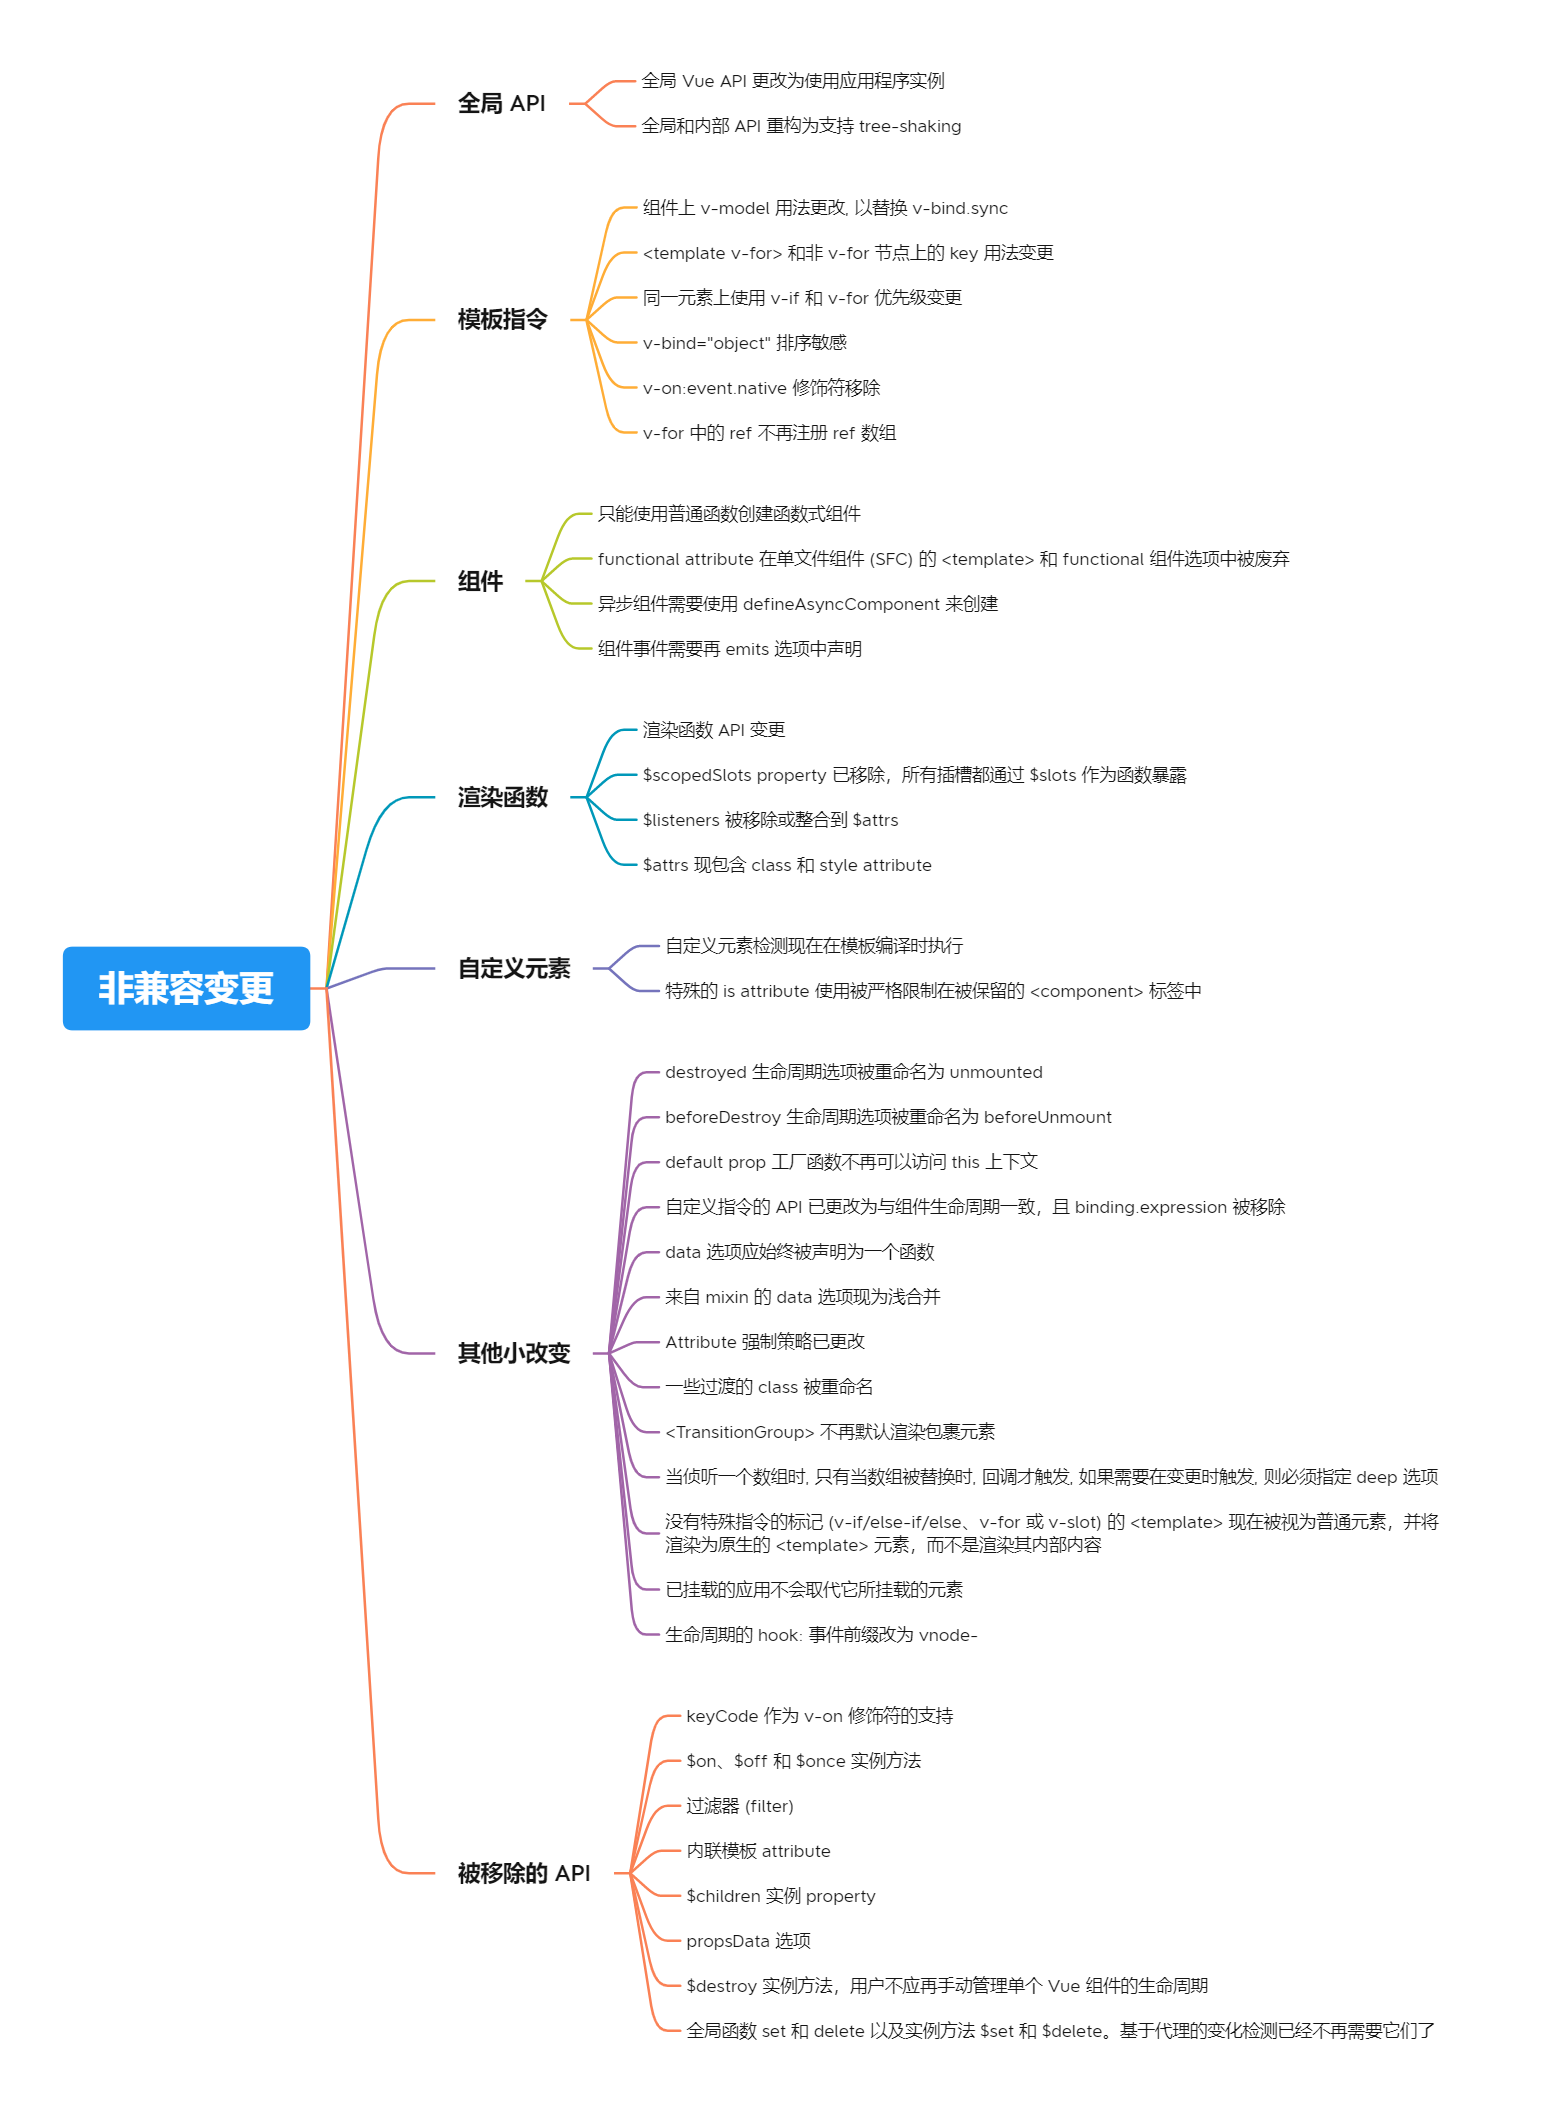 非兼容变更
全局 API
全局 Vue API 更改为使用应用程序实例
全局和内部 API 重构为支持 tree-shaking
模板指令
组件上 v-model 用法更改, 以替换 v-bind.sync
<template v-for> 和非 v-for 节点上的 key 用法变更
同一元素上使用 v-if 和 v-for 优先级变更
v-bind="object" 排序敏感
v-on:event.native 修饰符移除
v-for 中的 ref 不再注册 ref 数组
组件
只能使用普通函数创建函数式组件
functional attribute 在单文件组件 (SFC) 的 <template> 和 functional 组件选项中被废弃
异步组件需要使用 defineAsyncComponent 来创建
组件事件需要再 emits 选项中声明
渲染函数
渲染函数 API 变更
$scopedSlots property 已移除，所有插槽都通过 $slots 作为函数暴露
$listeners 被移除或整合到 $attrs
$attrs 现包含 class 和 style attribute
自定义元素
自定义元素检测现在在模板编译时执行
特殊的 is attribute 使用被严格限制在被保留的 <component> 标签中
其他小改变
destroyed 生命周期选项被重命名为 unmounted
beforeDestroy 生命周期选项被重命名为 beforeUnmount
default prop 工厂函数不再可以访问 this 上下文
自定义指令的 API 已更改为与组件生命周期一致，且 binding.expression 被移除
data 选项应始终被声明为一个函数
来自 mixin 的 data 选项现为浅合并
Attribute 强制策略已更改
一些过渡的 class 被重命名
<TransitionGroup> 不再默认渲染包裹元素
当侦听一个数组时, 只有当数组被替换时, 回调才触发, 如果需要在变更时触发, 则必须指定 deep 选项
没有特殊指令的标记 (v-if/else-if/else、v-for 或 v-slot) 的 <template> 现在被视为普通元素，并将
渲染为原生的 <template> 元素，而不是渲染其内部内容
已挂载的应用不会取代它所挂载的元素
生命周期的 hook: 事件前缀改为 vnode-
被移除的 API
keyCode 作为 v-on 修饰符的支持
$on、$off 和 $once 实例方法
过滤器 (filter)
内联模板 attribute
$children 实例 property
propsData 选项
$destroy 实例方法，用户不应再手动管理单个 Vue 组件的生命周期
全局函数 set 和 delete 以及实例方法 $set 和 $delete。基于代理的变化检测已经不再需要它们了